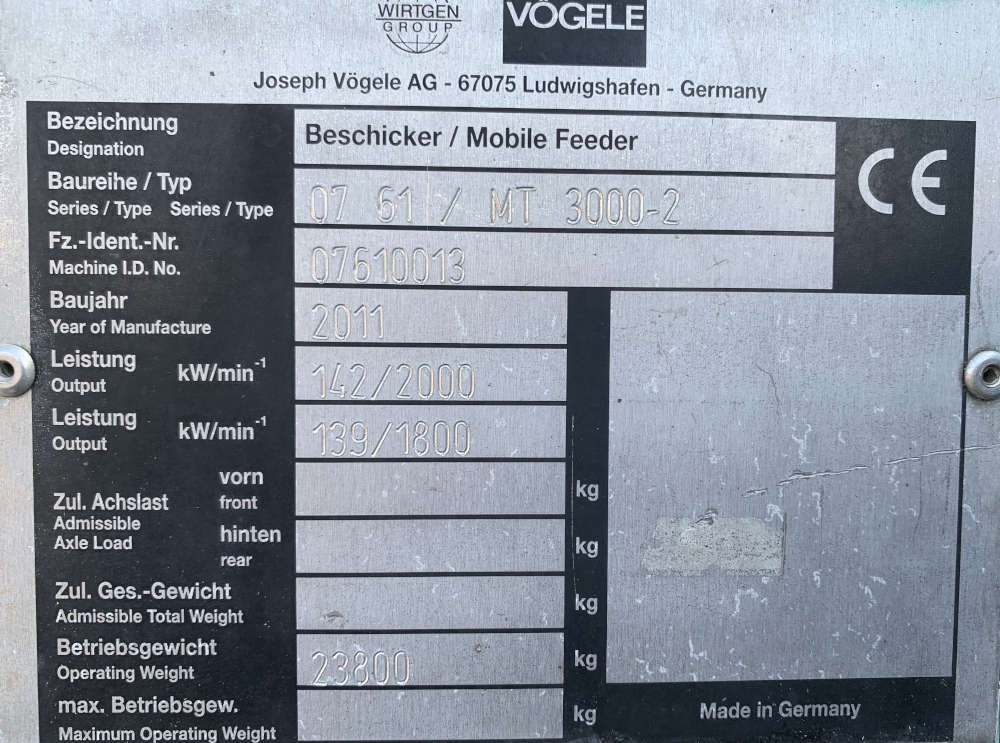 WIRTGEN
GROUP
VÖGELE
Joseph Vögele AG - 67075 Ludwigshafen - Germany
Bezeichnung
Designation
Beschicker / Mobile Feeder
CE
Baureihe / Typ
Series / Type Series / Type
07 61 / MT 3000-2
Fz.-Ident.-Nr.
Machine I.D. No.
07610013
Baujahr
Year of Manufacture
2011
Leistung
Output
kW/min-1
142/2000
Leistung
Output
kW/min-1
139/1800
Zul. Achslast
Admissible
Axle Load
vorn
front
kg
hinten
rear
kg
Zul. Ges.-Gewicht
Admissible Total Weight
kg
Betriebsgewicht
Operating Weight
23800
kg
max. Betriebsgew.
Maximum Operating Weight
kg
Made in Germany